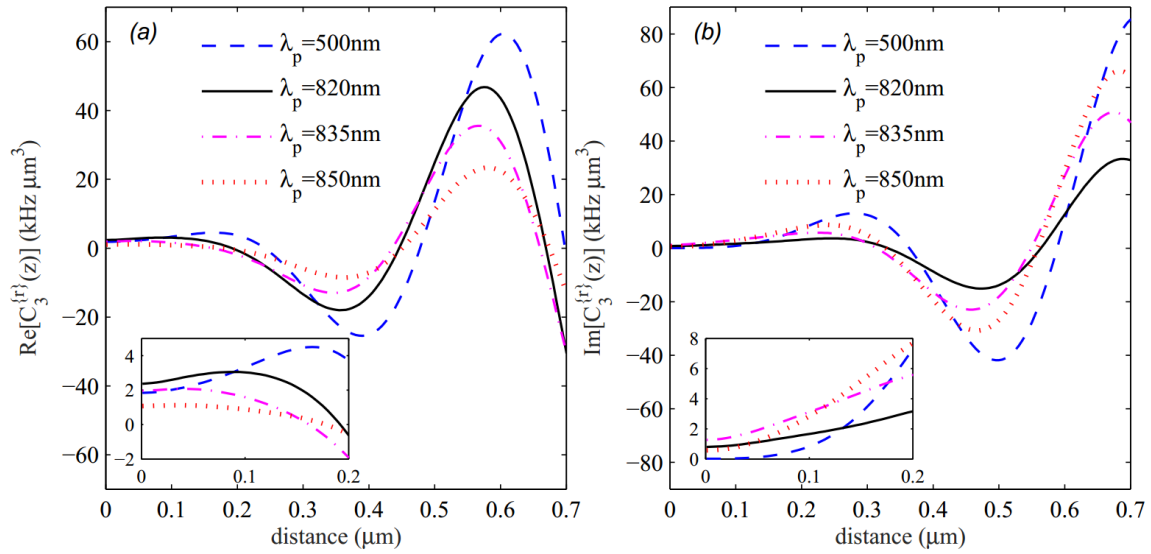 (a)
λp=500nm
λp=820nm
λp=835nm
λp=850nm
Re[C3{r}(z)] (kHz μm3)
60
40
20
0
−20
−40
−60
4
2
0
−2
0 0.1 0.2
0 0.1 0.2 0.3 0.4 0.5 0.6 0.7
distance (μm)
(b)
λp=500nm
λp=820nm
λp=835nm
λp=850nm
Im[C3{r}(z)] (kHz μm3)
80
60
40
20
0
−20
−40
−60
−80
8
6
4
2
0
0 0.1 0.2
0 0.1 0.2 0.3 0.4 0.5 0.6 0.7
distance (μm)